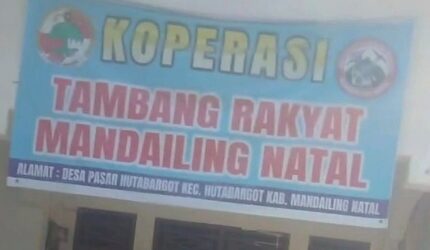 KOPERASI
TAMBANG RAKYAT
MANDAILING NATAL
ALAMAT : DESA PASAR HUTABARGOT KEC. HUTABARGOT KAB. MANDAILING NATAL